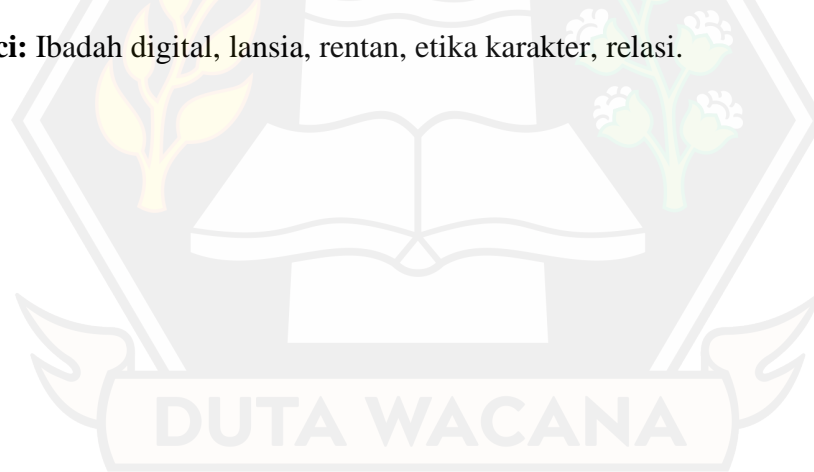 ci: Ibadah digital, lansia, rentan, etika karakter, relasi.
DUTA WACANA